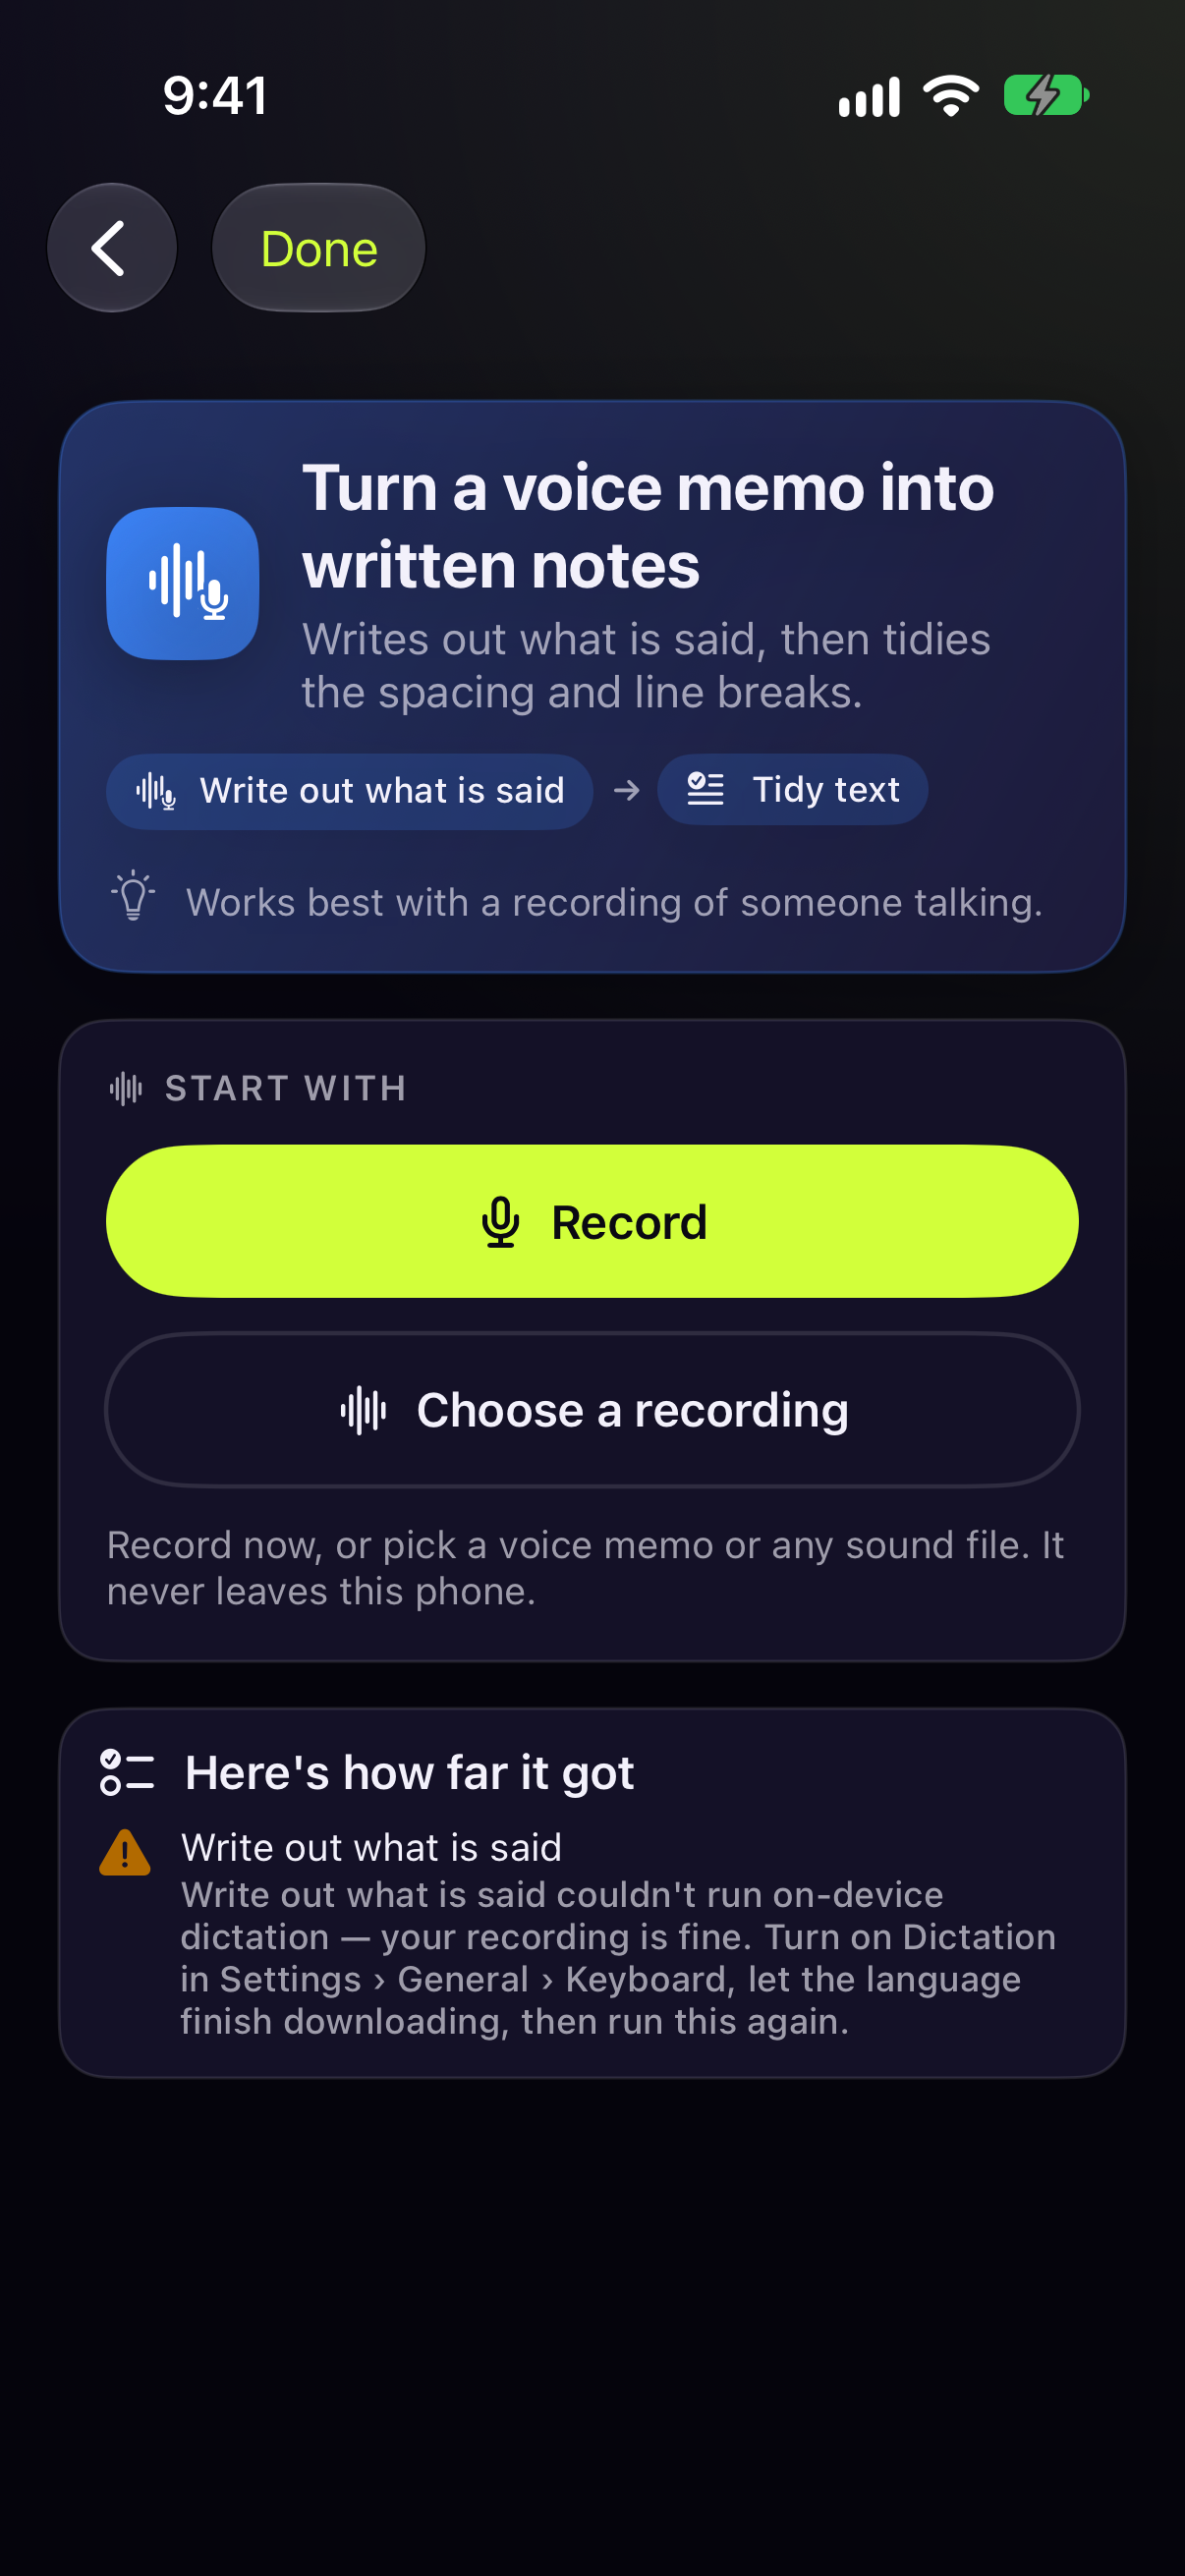 9:41
Done
Turn a voice memo into
written notes
Writes out what is said, then tidies
the spacing and line breaks.
Write out what is said → Tidy text
Works best with a recording of someone talking.
START WITH
Record
Choose a recording
Record now, or pick a voice memo or any sound file. It
never leaves this phone.
Here's how far it got
Write out what is said
Write out what is said couldn't run on-device
dictation — your recording is fine. Turn on Dictation
in Settings › General › Keyboard, let the language
finish downloading, then run this again.